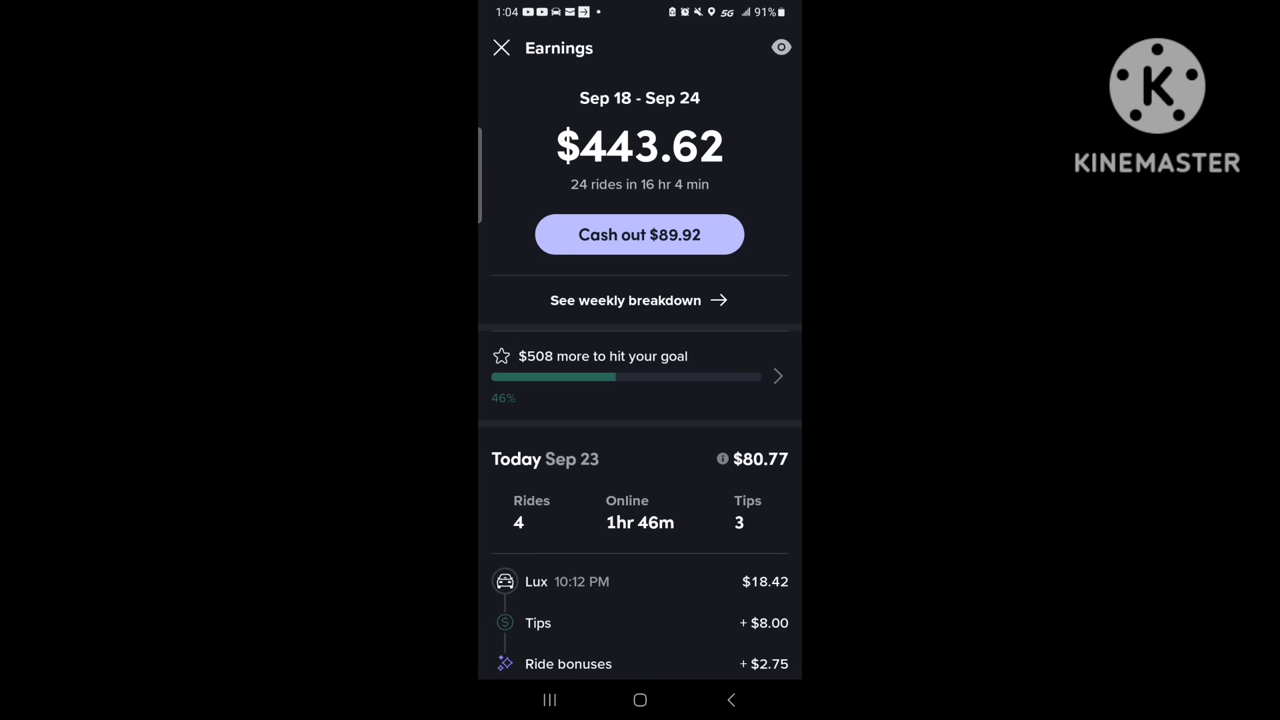 1:04 5G 91%
Earnings
K
KINEMASTER
Sep 18 - Sep 24
$443.62
24 rides in 16 hr 4 min
Cash out $89.92
See weekly breakdown
$508 more to hit your goal
46%
Today Sep 23 $80.77
Rides Online Tips
4 1hr 46m 3
Lux 10:12 PM $18.42
Tips + $8.00
Ride bonuses + $2.75